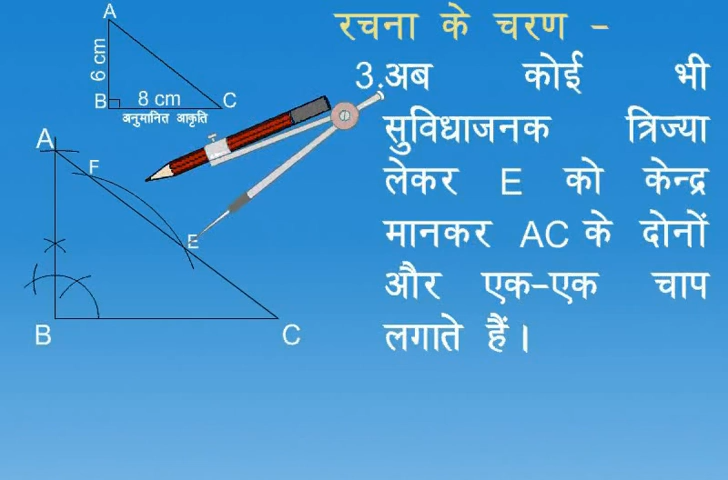 रचना के चरण -
3.अब कोई भी
सुविधाजनक त्रिज्या
लेकर E को केन्द्र
मानकर AC के दोनों
और एक-एक चाप
लगाते हैं।
A
6 cm
B 8 cm C
अनुमानित आकृति
A
F
E
B C